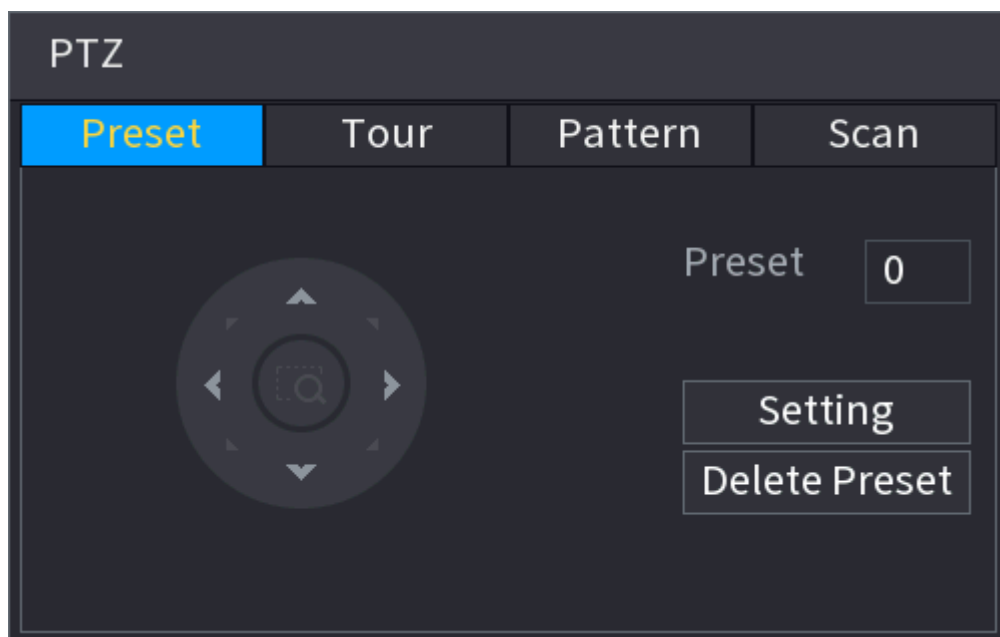 PTZ
Preset Tour Pattern Scan
Preset 0
Setting
Delete Preset